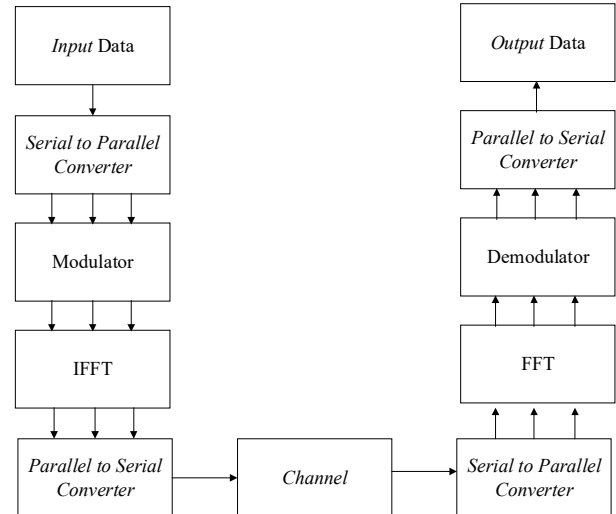 Input Data
Serial to Parallel
Converter
Modulator
IFFT
Parallel to Serial
Converter
Channel
Serial to Parallel
Converter
FFT
Demodulator
Parallel to Serial
Converter
Output Data